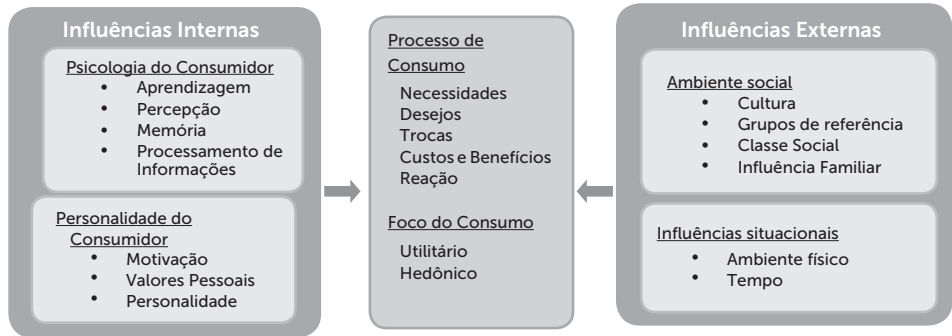 Influências Internas
Psicologia do Consumidor
• Aprendizagem
• Percepção
• Memória
• Processamento de
Informações
Personalidade do
Consumidor
• Motivação
• Valores Pessoais
• Personalidade
Processo de
Consumo
Necessidades
Desejos
Trocas
Custos e Benefícios
Reação
Foco do Consumo
Utilitário
Hedônico
Influências Externas
Ambiente social
• Cultura
• Grupos de referência
• Classe Social
• Influência Familiar
Influências situacionais
• Ambiente físico
• Tempo